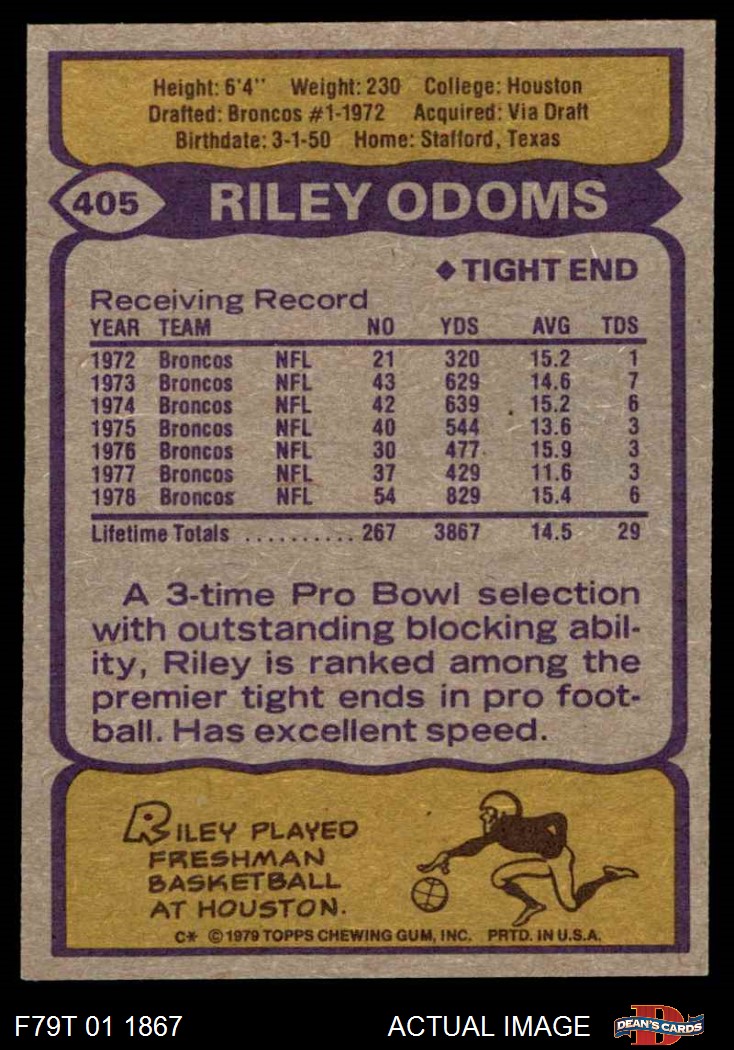 Height: 6'4" Weight: 230 College: Houston
Drafted: Broncos #1-1972 Acquired: Via Draft
Birthdate: 3-1-50 Home: Stafford, Texas
405 RILEY ODOMS
◆TIGHT END
Receiving Record
YEAR TEAM NO YDS AVG TDS
1972 Broncos NFL 21 320 15.2 1
1973 Broncos NFL 43 629 14.6 7
1974 Broncos NFL 42 639 15.2 6
1975 Broncos NFL 40 544 13.6 3
1976 Broncos NFL 30 477 15.9 3
1977 Broncos NFL 37 429 11.6 3
1978 Broncos NFL 54 829 15.4 6
Lifetime Totals .......... 267 3867 14.5 29
A 3-time Pro Bowl selection
with outstanding blocking abil-
ity, Riley is ranked among the
premier tight ends in pro foot-
ball. Has excellent speed.
RILEY PLAYED
FRESHMAN
BASKETBALL
AT HOUSTON.
C* © 1979 TOPPS CHEWING GUM, INC. PRTD. IN U.S.A.
F79T 01 1867 ACTUAL IMAGE D DEAN'S CARDS